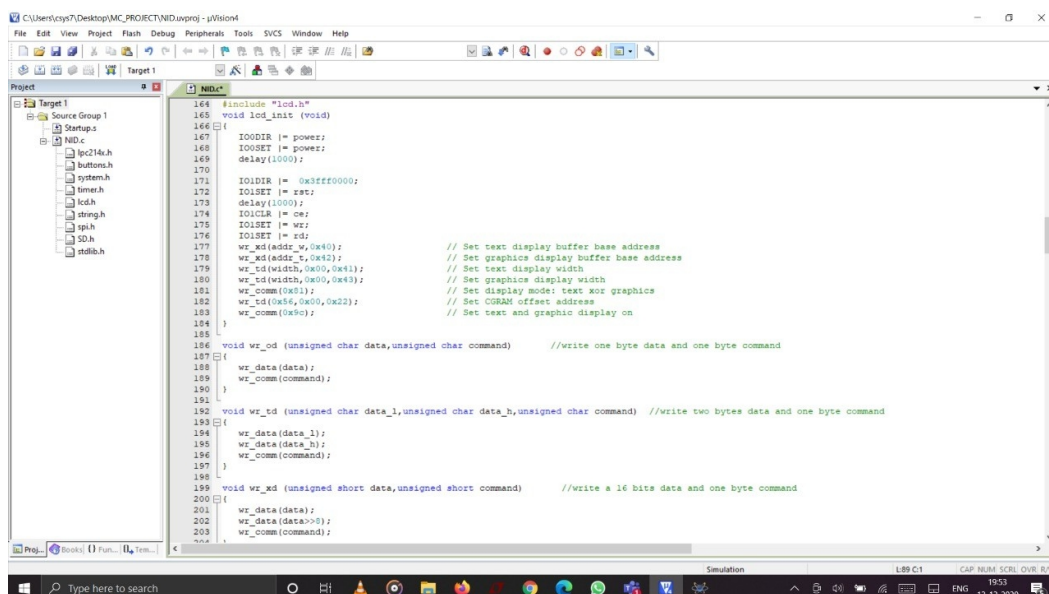 C:\Users\csys7\Desktop\MC_PROJECT\NID.uvproj - µVision4
File Edit View Project Flash Debug Peripherals Tools SVCS Window Help
Target 1
Project
NID.c*
Target 1
Source Group 1
Startup.s
NID.c
lpc214x.h
buttons.h
system.h
timer.h
lcd.h
string.h
spi.h
SD.h
stdlib.h
164 #include "lcd.h"
165 void lcd_init (void)
166 {
167 IO0DIR |= power;
168 IO0SET |= power;
169 delay(1000);
170
171 IO1DIR |= 0x3fff0000;
172 IO1SET |= rst;
173 delay(1000);
174 IO1CLR |= ce;
175 IO1SET |= wr;
176 IO1SET |= rd;
177 wr_xd(addr_w,0x40); // Set text display buffer base address
178 wr_xd(addr_t,0x42); // Set graphics display buffer base address
179 wr_td(width,0x00,0x41); // Set text display width
180 wr_td(width,0x00,0x43); // Set graphics display width
181 wr_comm(0x81); // Set display mode: text xor graphics
182 wr_td(0x56,0x00,0x22); // Set CGRAM offset address
183 wr_comm(0x9c); // Set text and graphic display on
184 }
185
186 void wr_od (unsigned char data,unsigned char command) //write one byte data and one byte command
187 {
188 wr_data(data);
189 wr_comm(command);
190 }
191
192 void wr_td (unsigned char data_l,unsigned char data_h,unsigned char command) //write two bytes data and one byte command
193 {
194 wr_data(data_l);
195 wr_data(data_h);
196 wr_comm(command);
197 }
198
199 void wr_xd (unsigned short data,unsigned short command) //write a 16 bits data and one byte command
200 {
201 wr_data(data);
202 wr_data(data>>8);
203 wr_comm(command);
204 }
Proj... Books {} Fun... Tem...
Simulation L:89 C:1 CAP NUM SCRL OVR R/
Type here to search
ENG
19:53
12-12-2020